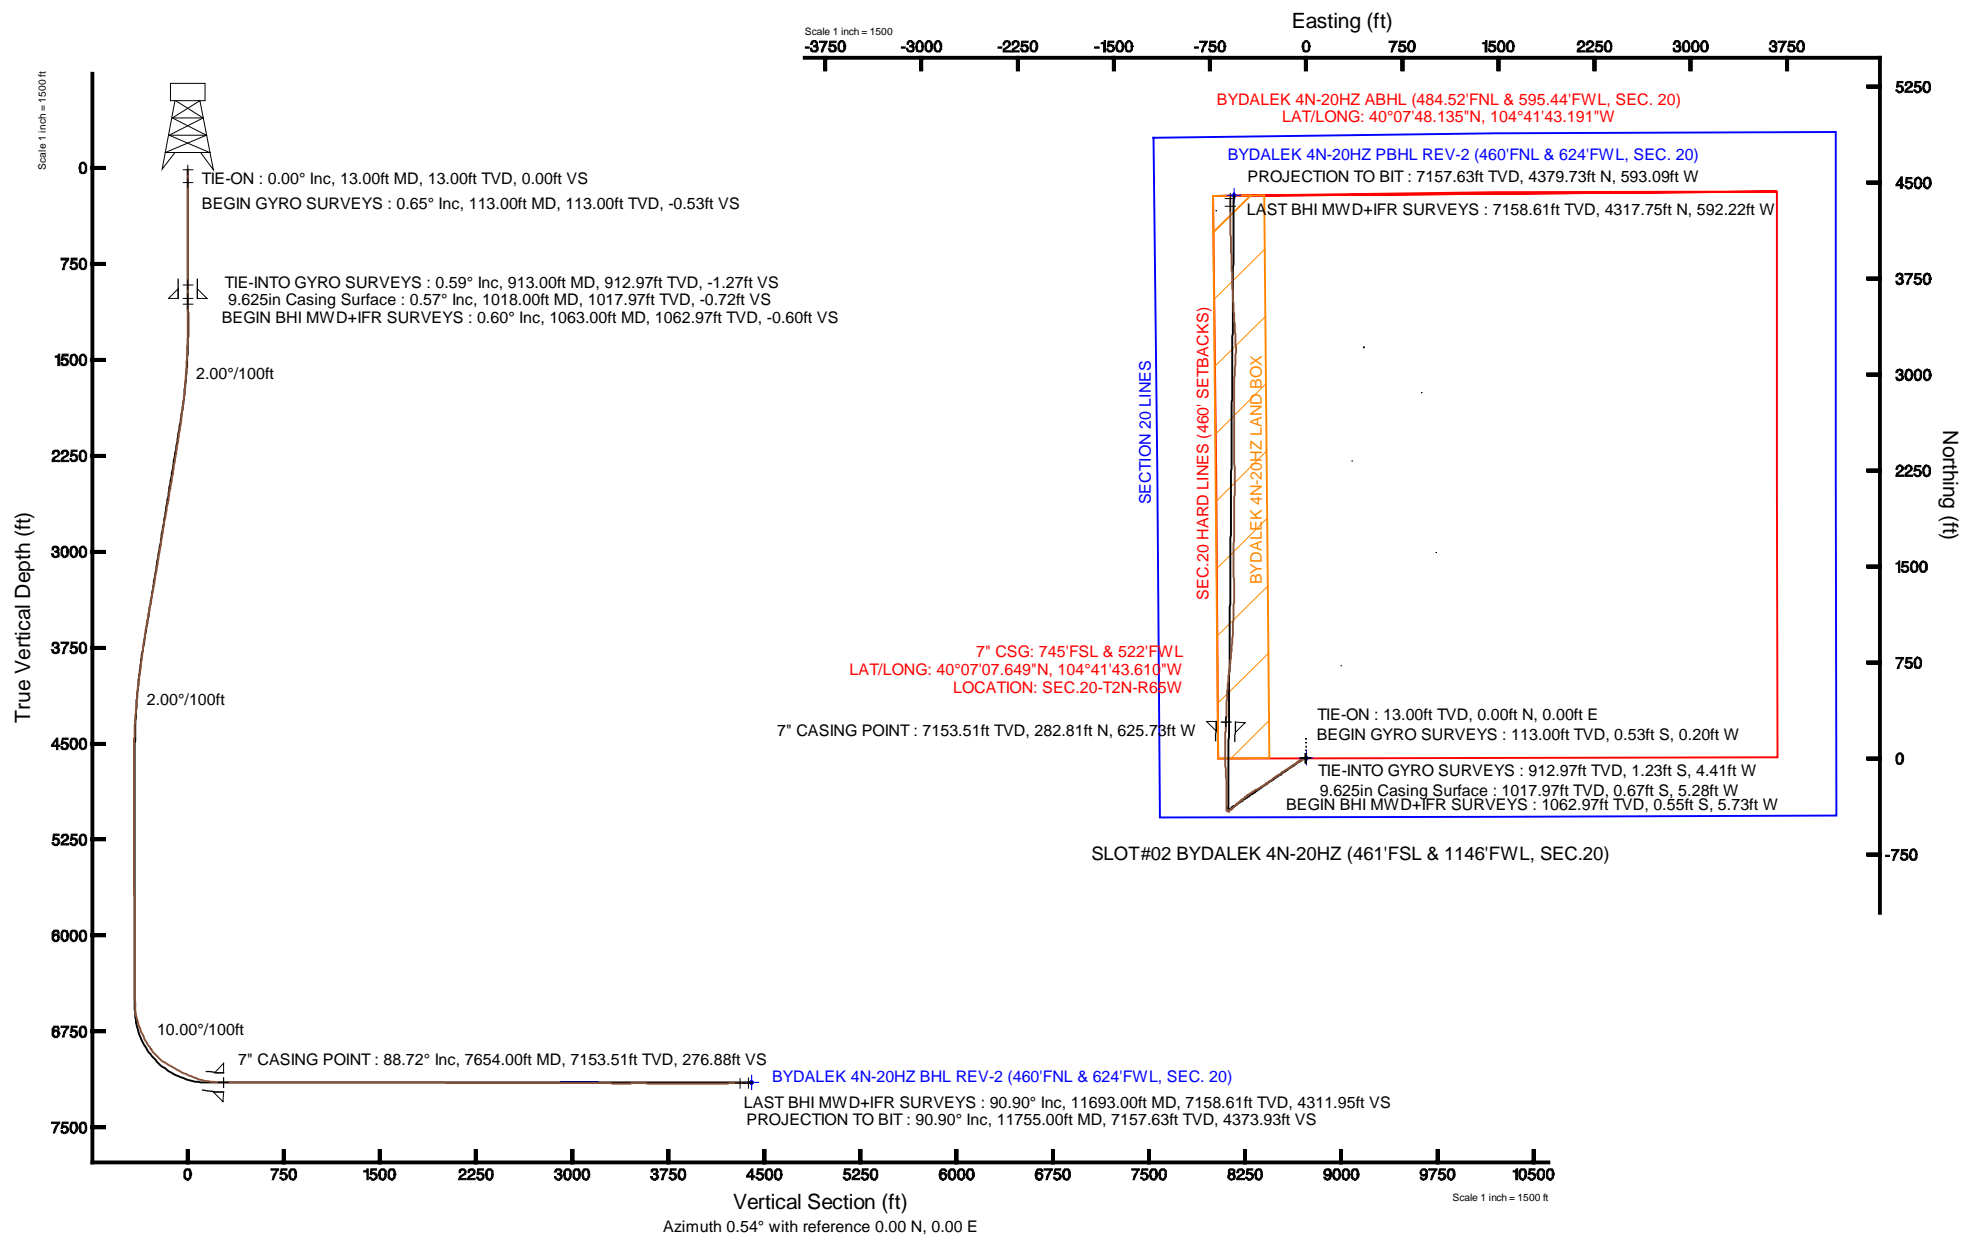 Scale 1 inch = 1500 ft
0
750
1500
2250
3000
3750
4500
5250
6000
6750
7500
True Vertical Depth (ft)
TIE-ON : 0.00° Inc, 13.00ft MD, 13.00ft TVD, 0.00ft VS
BEGIN GYRO SURVEYS : 0.65° Inc, 113.00ft MD, 113.00ft TVD, -0.53ft VS
TIE-INTO GYRO SURVEYS : 0.59° Inc, 913.00ft MD, 912.97ft TVD, -1.27ft VS
9.625in Casing Surface : 0.57° Inc, 1018.00ft MD, 1017.97ft TVD, -0.72ft VS
BEGIN BHI MWD+IFR SURVEYS : 0.60° Inc, 1063.00ft MD, 1062.97ft TVD, -0.60ft VS
2.00°/100ft
2.00°/100ft
10.00°/100ft
7" CASING POINT : 88.72° Inc, 7654.00ft MD, 7153.51ft TVD, 276.88ft VS
BYDALEK 4N-20HZ BHL REV-2 (460'FNL & 624'FWL, SEC. 20)
LAST BHI MWD+IFR SURVEYS : 90.90° Inc, 11693.00ft MD, 7158.61ft TVD, 4311.95ft VS
PROJECTION TO BIT : 90.90° Inc, 11755.00ft MD, 7157.63ft TVD, 4373.93ft VS
0 750 1500 2250 3000 3750 4500 5250 6000 6750 7500 8250 9000 9750 10500
Vertical Section (ft)
Scale 1 inch = 1500 ft
Azimuth 0.54° with reference 0.00 N, 0.00 E
Easting (ft)
Scale 1 inch = 1500
-3750 -3000 -2250 -1500 -750 0 750 1500 2250 3000 3750
BYDALEK 4N-20HZ ABHL (484.52'FNL & 595.44'FWL, SEC. 20)
LAT/LONG: 40°07'48.135"N, 104°41'43.191"W
BYDALEK 4N-20HZ PBHL REV-2 (460'FNL & 624'FWL, SEC. 20)
PROJECTION TO BIT : 7157.63ft TVD, 4379.73ft N, 593.09ft W
LAST BHI MWD+IFR SURVEYS : 7158.61ft TVD, 4317.75ft N, 592.22ft W
SECTION 20 LINES
SEC.20 HARD LINES (460' SETBACKS)
BYDALEK 4N-20HZ LAND BOX
7" CSG: 745'FSL & 522'FWL
LAT/LONG: 40°07'07.649"N, 104°41'43.610"W
LOCATION: SEC.20-T2N-R65W
7" CASING POINT : 7153.51ft TVD, 282.81ft N, 625.73ft W
TIE-ON : 13.00ft TVD, 0.00ft N, 0.00ft E
BEGIN GYRO SURVEYS : 113.00ft TVD, 0.53ft S, 0.20ft W
TIE-INTO GYRO SURVEYS : 912.97ft TVD, 1.23ft S, 4.41ft W
9.625in Casing Surface : 1017.97ft TVD, 0.67ft S, 5.28ft W
BEGIN BHI MWD+IFR SURVEYS : 1062.97ft TVD, 0.55ft S, 5.73ft W
SLOT#02 BYDALEK 4N-20HZ (461'FSL & 1146'FWL, SEC.20)
5250
4500
3750
3000
2250
1500
750
0
-750
Northing (ft)